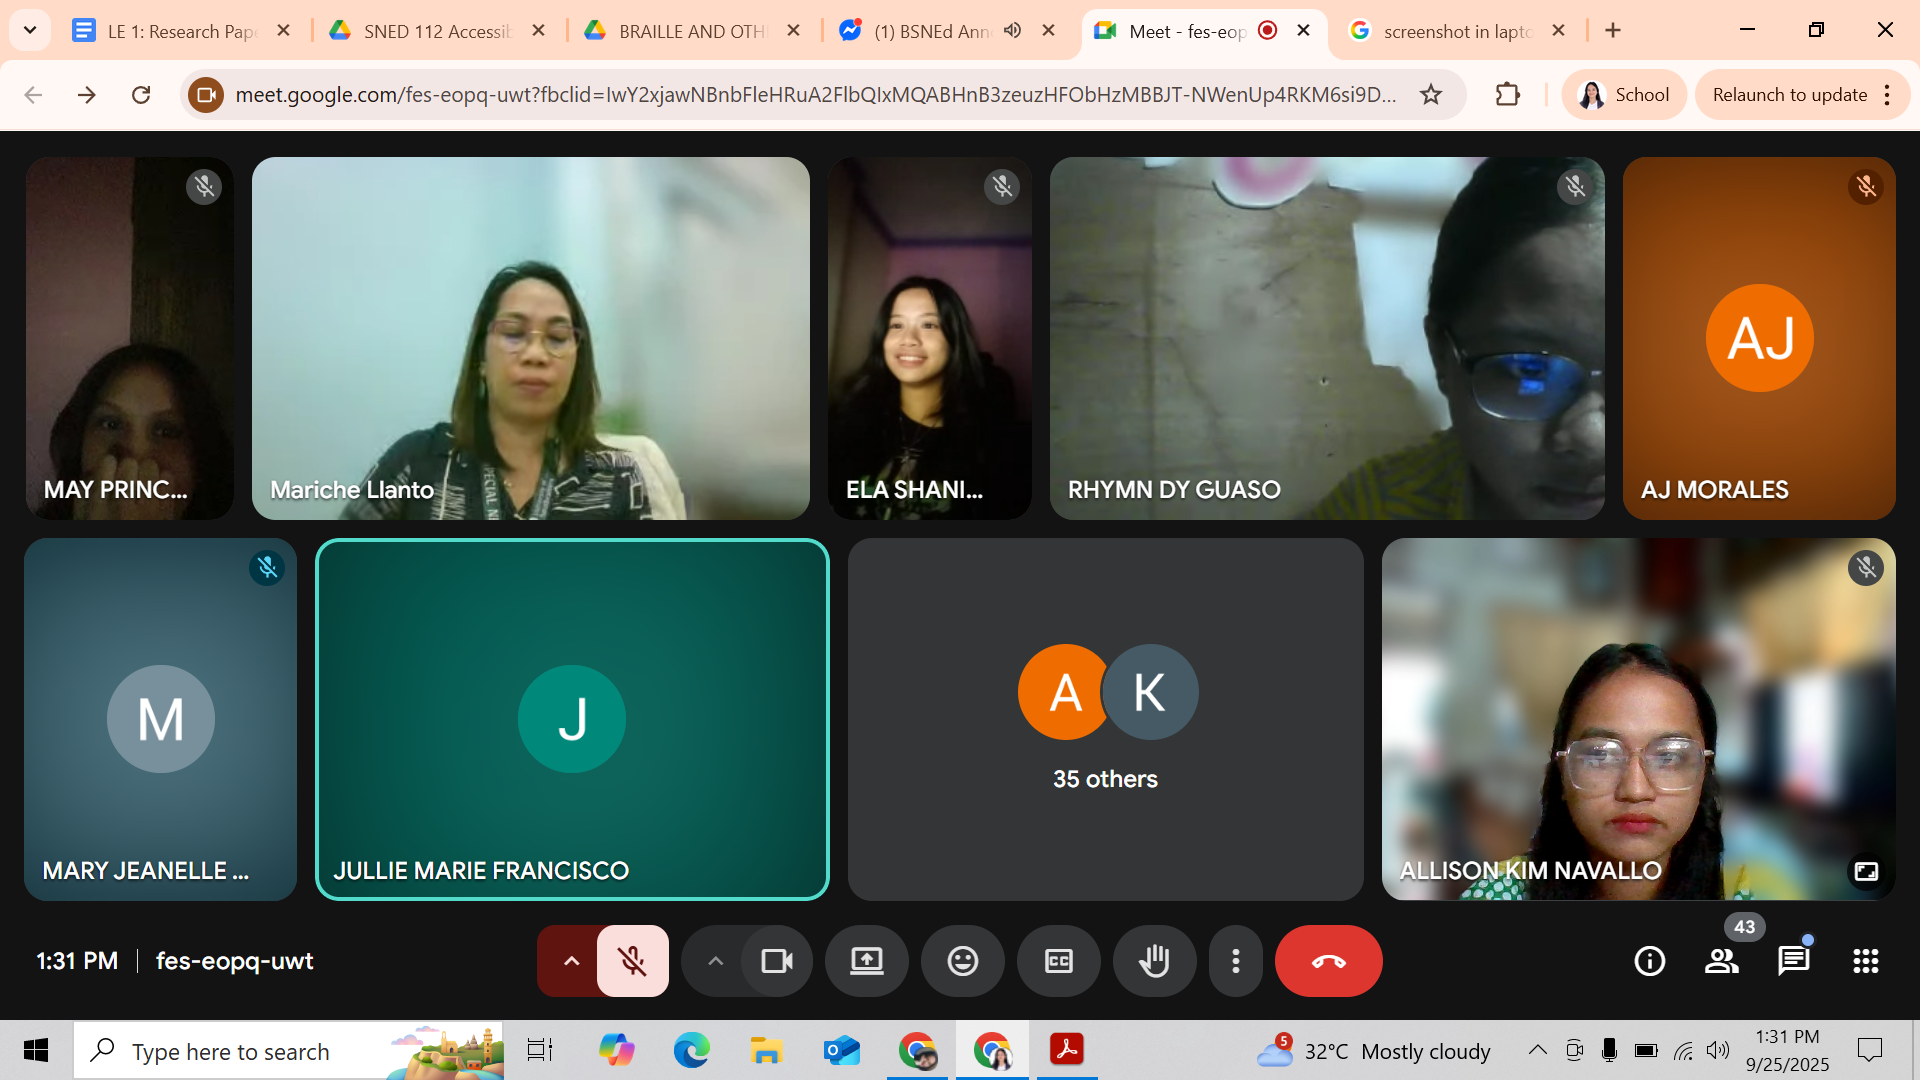 LE 1: Research Pap
SNED 112 Accessib
BRAILLE AND OTH
(1) BSNEd Ann
Meet - fes-eop
screenshot in lapto
meet.google.com/fes-eopq-uwt?fbclid=IwY2xjawNBnbFleHRuA2FlbQIxMQABHnB3zeuzHFObHzMBBJT-NWenUp4RKM6si9D...
School
Relaunch to update
MAY PRINC...
Mariche Llanto
ELA SHANI...
RHYMN DY GUASO
AJ
AJ MORALES
M
MARY JEANELLE ...
J
JULLIE MARIE FRANCISCO
A K
35 others
ALLISON KIM NAVALLO
1:31 PM | fes-eopq-uwt
CC
43
Type here to search
5
32°C Mostly cloudy
1:31 PM
9/25/2025